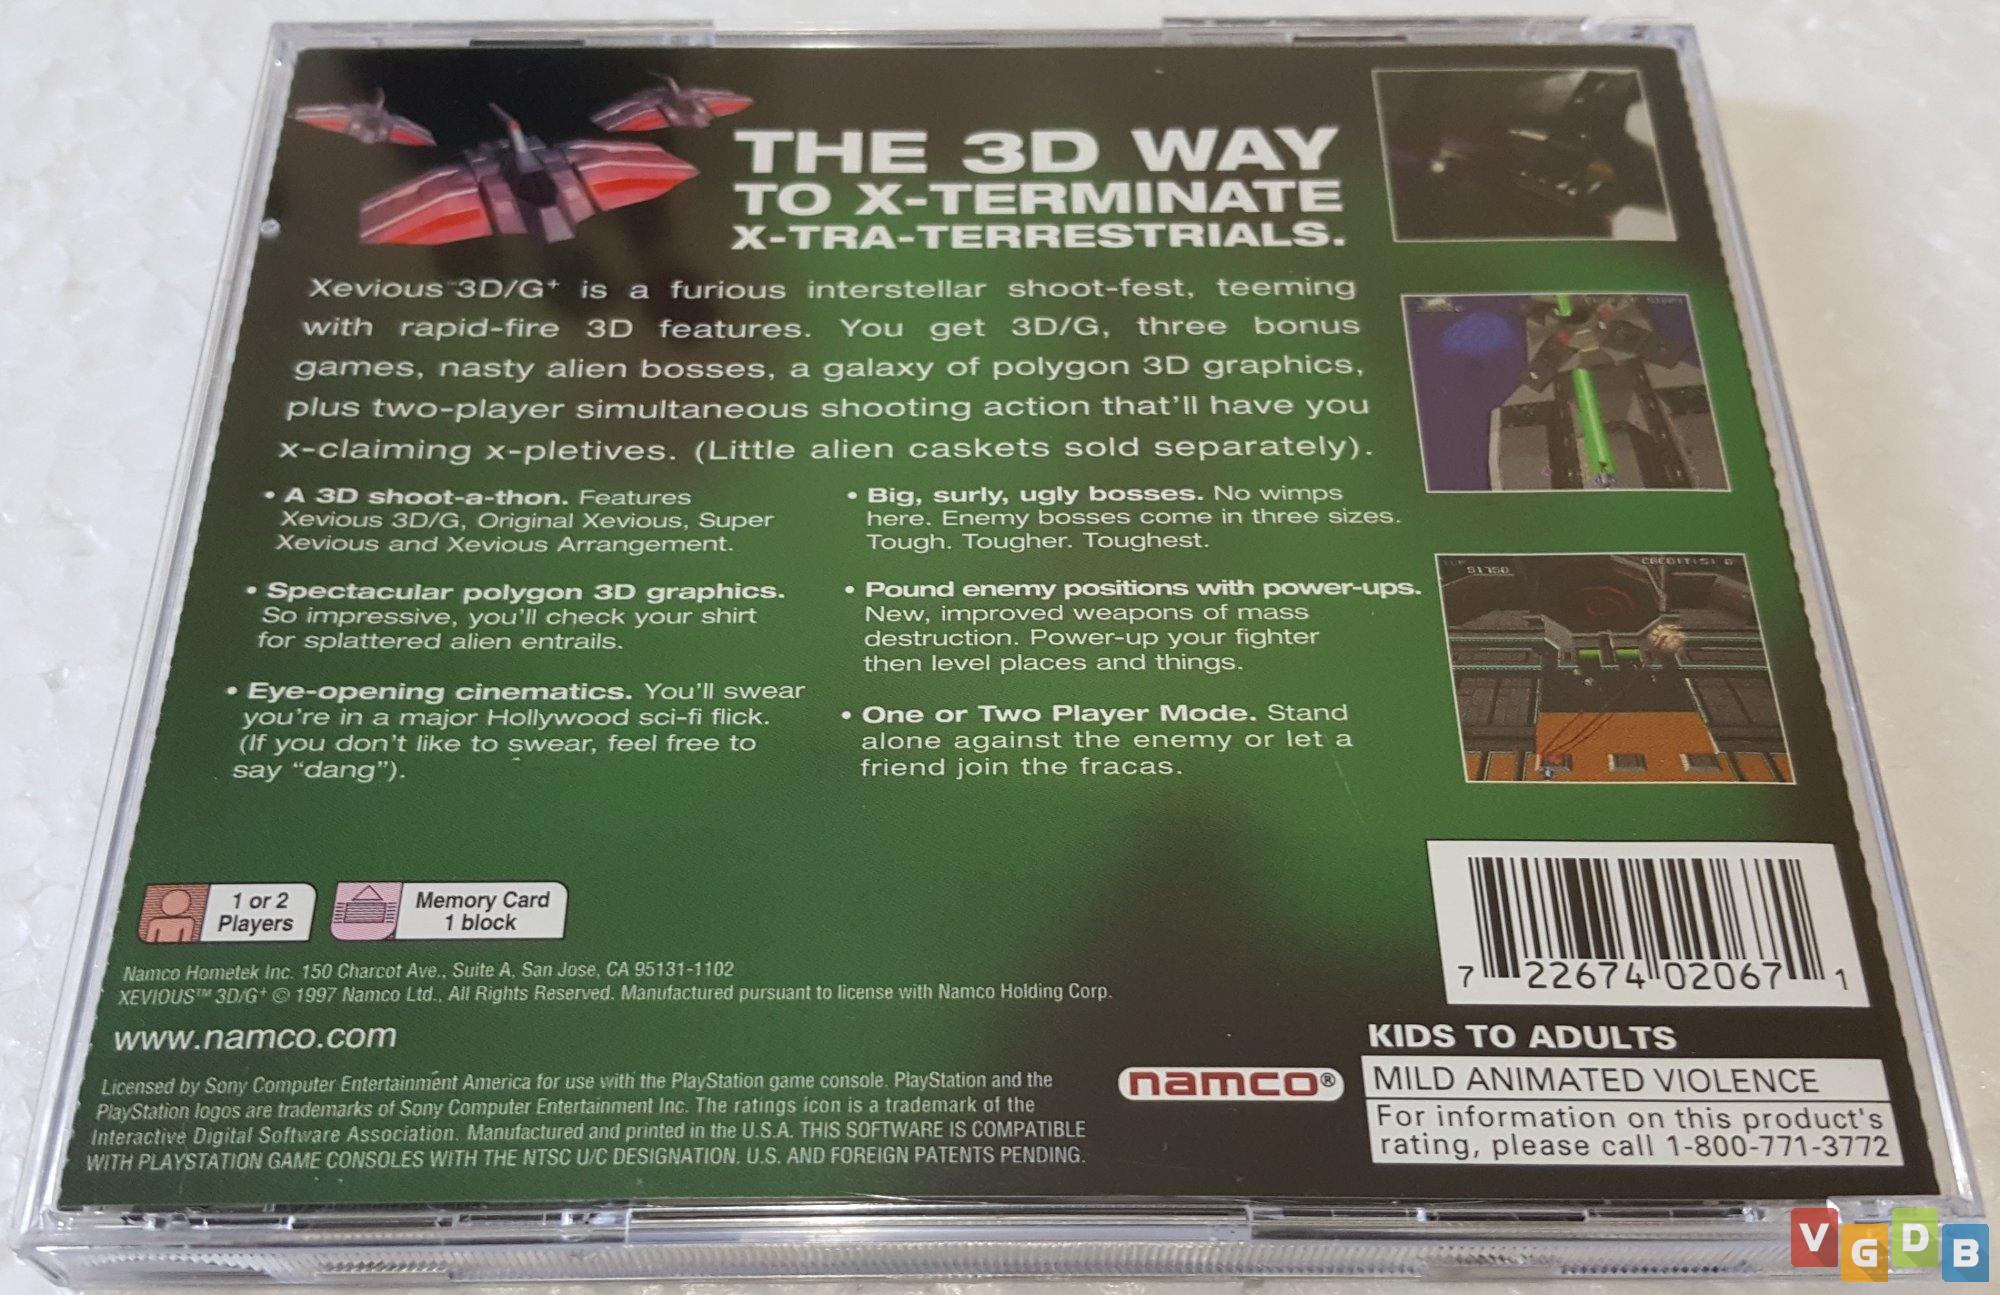 THE 3D WAY
TO X-TERMINATE
X-TRA-TERRESTRIALS.
Xevious™3D/G⁺ is a furious interstellar shoot-fest, teeming
with rapid-fire 3D features. You get 3D/G, three bonus
games, nasty alien bosses, a galaxy of polygon 3D graphics,
plus two-player simultaneous shooting action that'll have you
x-claiming x-pletives. (Little alien caskets sold separately).
• A 3D shoot-a-thon. Features
Xevious 3D/G, Original Xevious, Super
Xevious and Xevious Arrangement.
• Spectacular polygon 3D graphics.
So impressive, you'll check your shirt
for splattered alien entrails.
• Eye-opening cinematics. You'll swear
you're in a major Hollywood sci-fi flick.
(If you don't like to swear, feel free to
say “dang”).
• Big, surly, ugly bosses. No wimps
here. Enemy bosses come in three sizes.
Tough. Tougher. Toughest.
• Pound enemy positions with power-ups.
New, improved weapons of mass
destruction. Power-up your fighter
then level places and things.
• One or Two Player Mode. Stand
alone against the enemy or let a
friend join the fracas.
51750
CREDIT(S) 0
1 or 2
Players
Memory Card
1 block
Namco Hometek Inc. 150 Charcot Ave., Suite A, San Jose, CA 95131-1102
XEVIOUS™ 3D/G⁺ © 1997 Namco Ltd., All Rights Reserved. Manufactured pursuant to license with Namco Holding Corp.
www.namco.com
Licensed by Sony Computer Entertainment America for use with the PlayStation game console. PlayStation and the
PlayStation logos are trademarks of Sony Computer Entertainment Inc. The ratings icon is a trademark of the
Interactive Digital Software Association. Manufactured and printed in the U.S.A. THIS SOFTWARE IS COMPATIBLE
WITH PLAYSTATION GAME CONSOLES WITH THE NTSC U/C DESIGNATION. U.S. AND FOREIGN PATENTS PENDING.
namco®
7 22674 02067 1
KIDS TO ADULTS
MILD ANIMATED VIOLENCE
For information on this product's
rating, please call 1-800-771-3772
VGDB